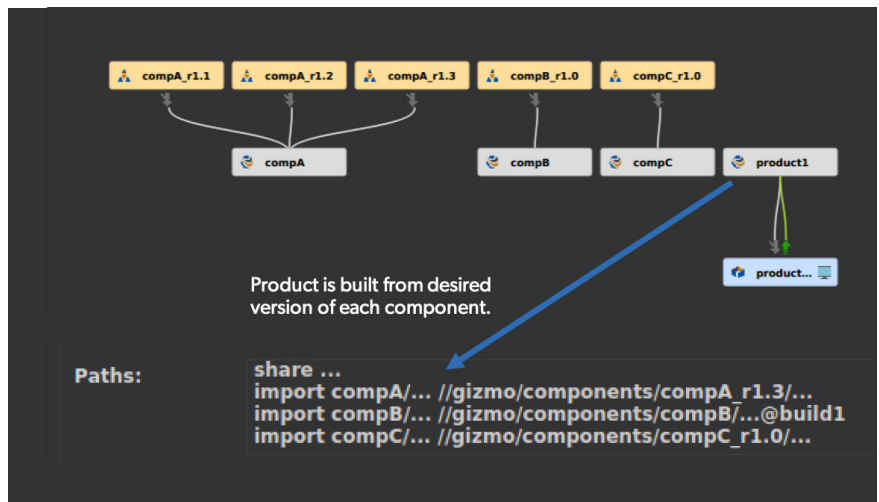 compA_r1.1 compA_r1.2 compA_r1.3 compB_r1.0 compC_r1.0
compA compB compC product1
product...
Product is built from desired
version of each component.
Paths:
share ...
import compA/... //gizmo/components/compA_r1.3/...
import compB/... //gizmo/components/compB/...@build1
import compC/... //gizmo/components/compC_r1.0/...